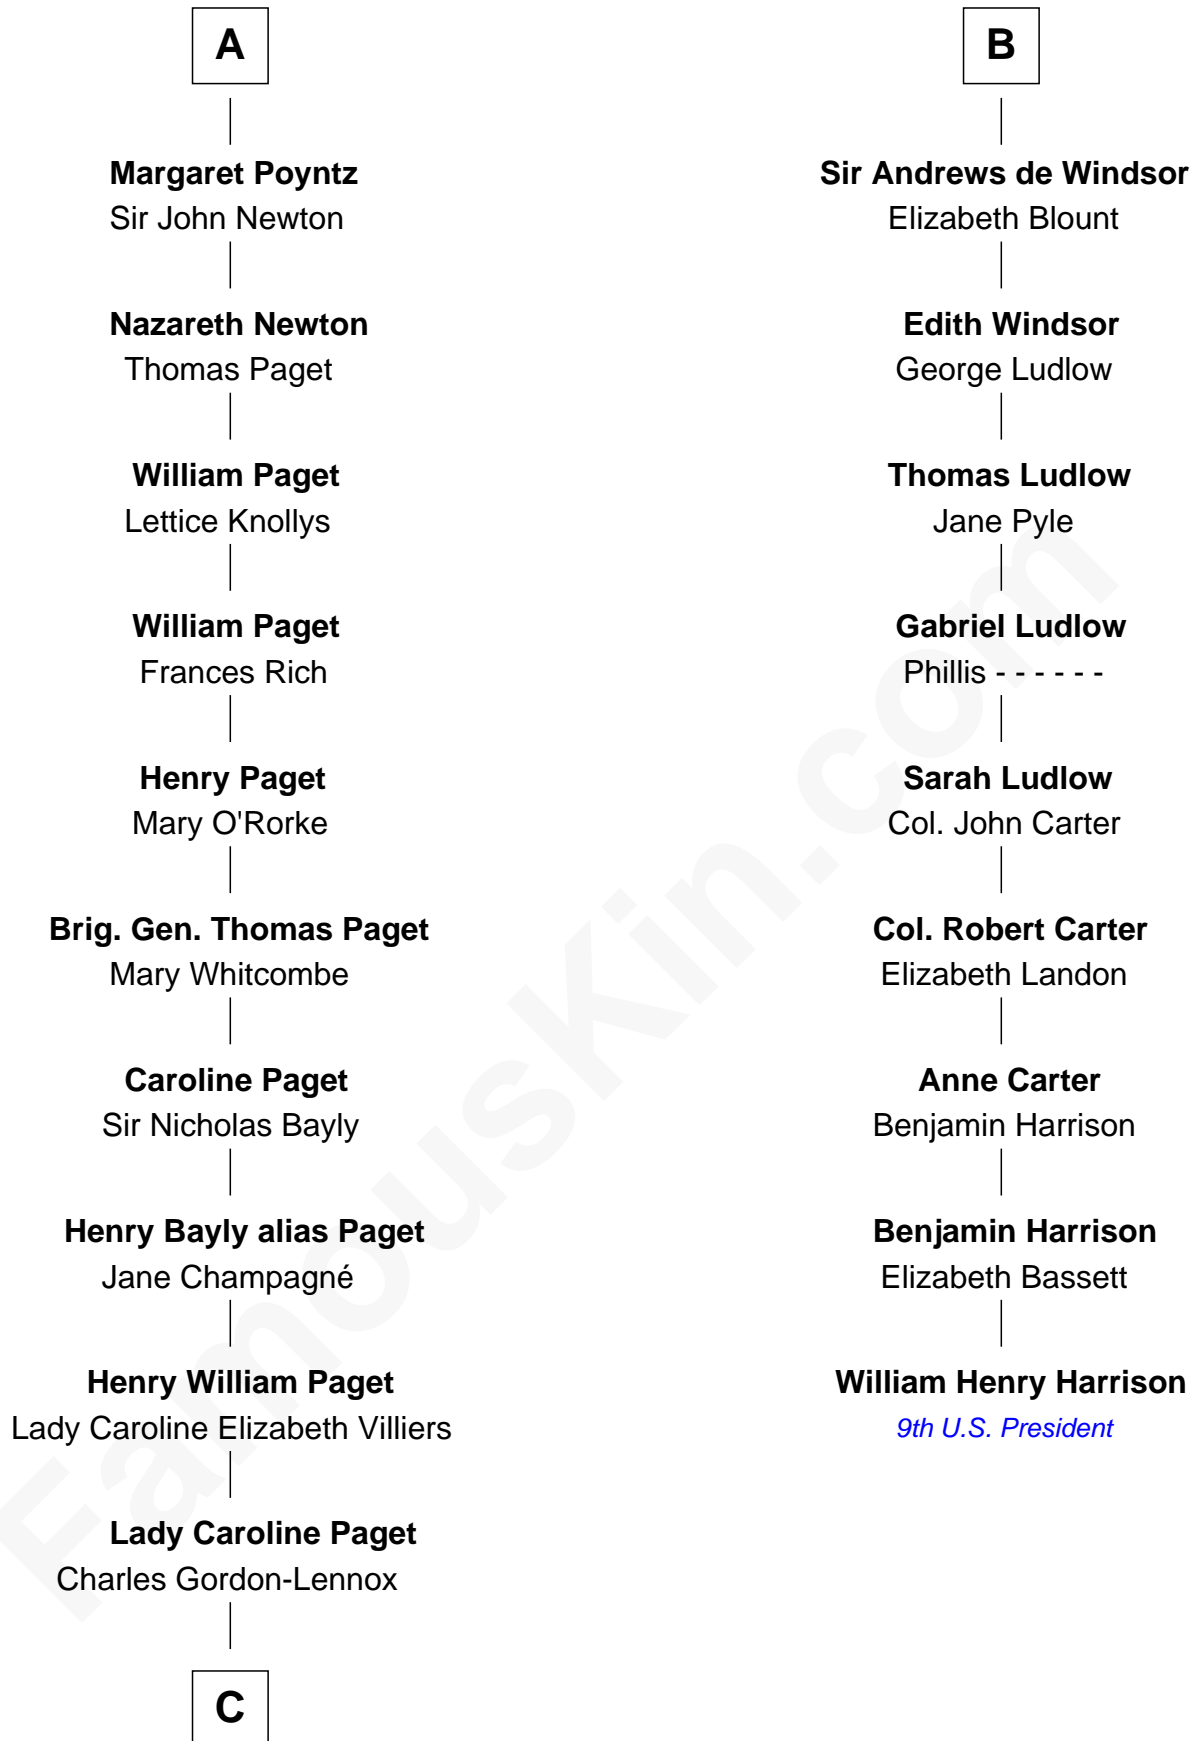 A
Margaret Poyntz
Sir John Newton
Nazareth Newton
Thomas Paget
William Paget
Lettice Knollys
William Paget
Frances Rich
Henry Paget
Mary O'Rorke
Brig. Gen. Thomas Paget
Mary Whitcombe
Caroline Paget
Sir Nicholas Bayly
Henry Bayly alias Paget
Jane Champagné
Henry William Paget
Lady Caroline Elizabeth Villiers
Lady Caroline Paget
Charles Gordon-Lennox
C
B
Sir Andrews de Windsor
Elizabeth Blount
Edith Windsor
George Ludlow
Thomas Ludlow
Jane Pyle
Gabriel Ludlow
Phillis - - - - - -
Sarah Ludlow
Col. John Carter
Col. Robert Carter
Elizabeth Landon
Anne Carter
Benjamin Harrison
Benjamin Harrison
Elizabeth Bassett
William Henry Harrison
9th U.S. President
FamousKin.com